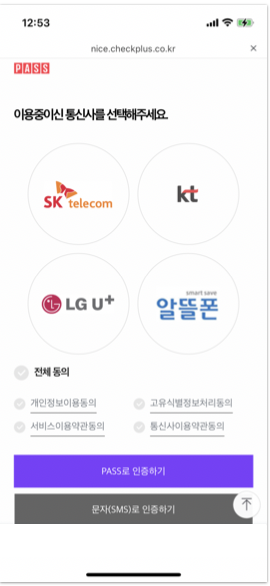 12:53
nice.checkplus.co.kr
PASS
이용중이신 통신사를 선택해주세요.
SK telecom
kt
LG U+
smart save
알뜰폰
전체 동의
개인정보이용동의
고유식별정보처리동의
서비스이용약관동의
통신사이용약관동의
PASS로 인증하기
문자(SMS)로 인증하기